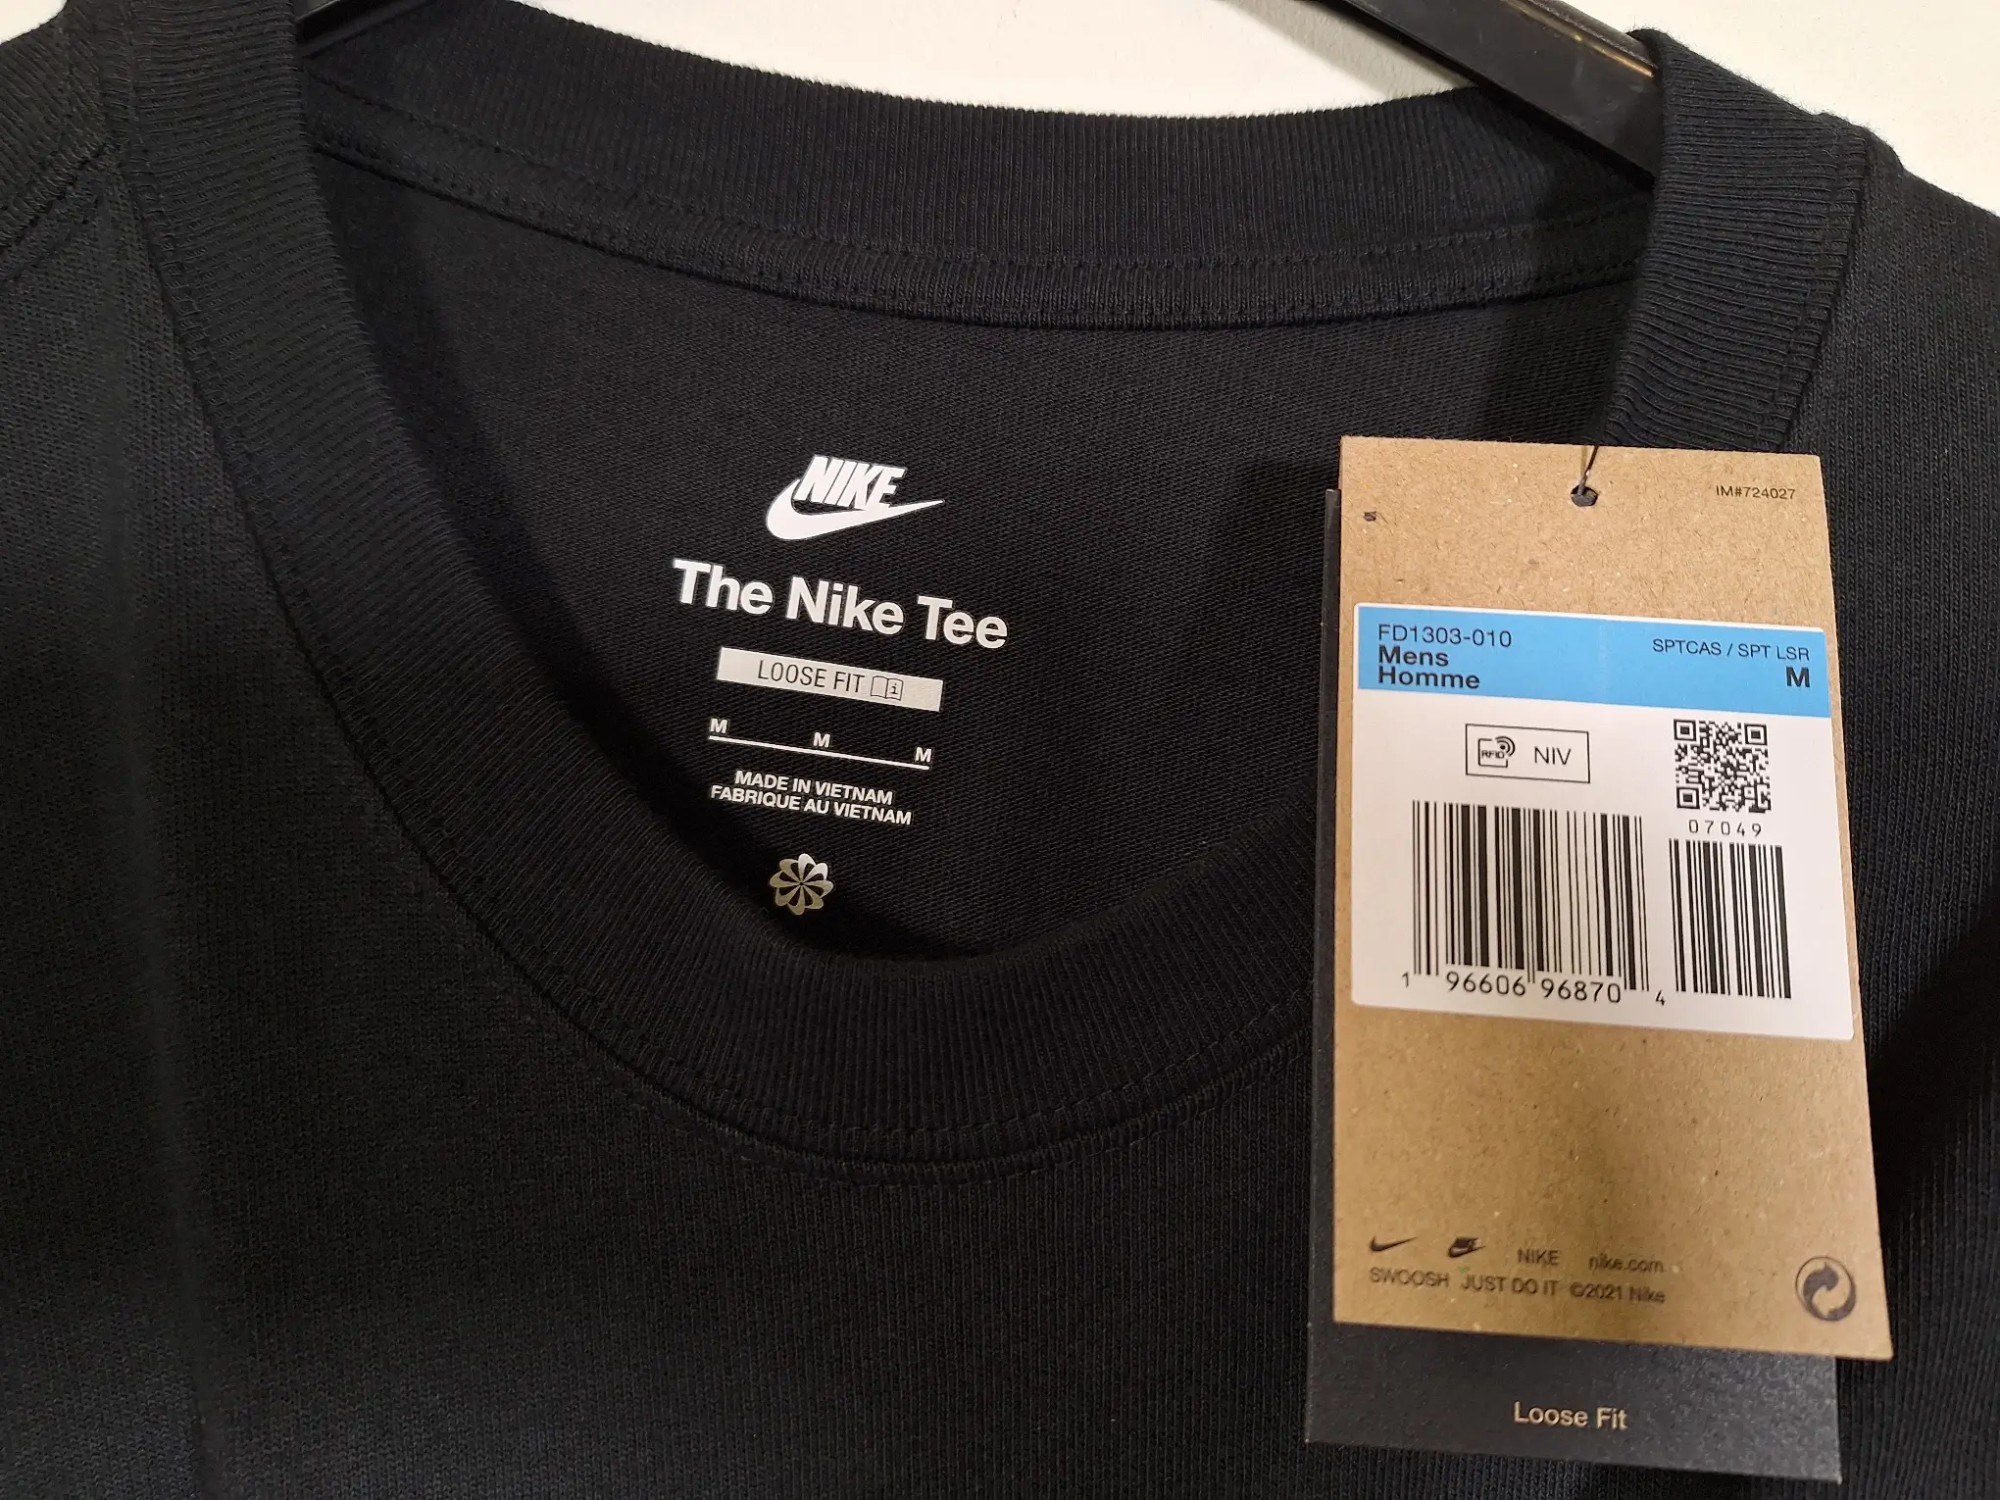 NIKE
The Nike Tee
LOOSE FIT
M M M
MADE IN VIETNAM
FABRIQUE AU VIETNAM
IM#724027
FD1303-010 SPTCAS / SPT LSR
Mens
Homme M
RFID NIV
07049
1 96606 96870 4
NIKE nike.com
SWOOSH JUST DO IT ©2021 Nike
Loose Fit